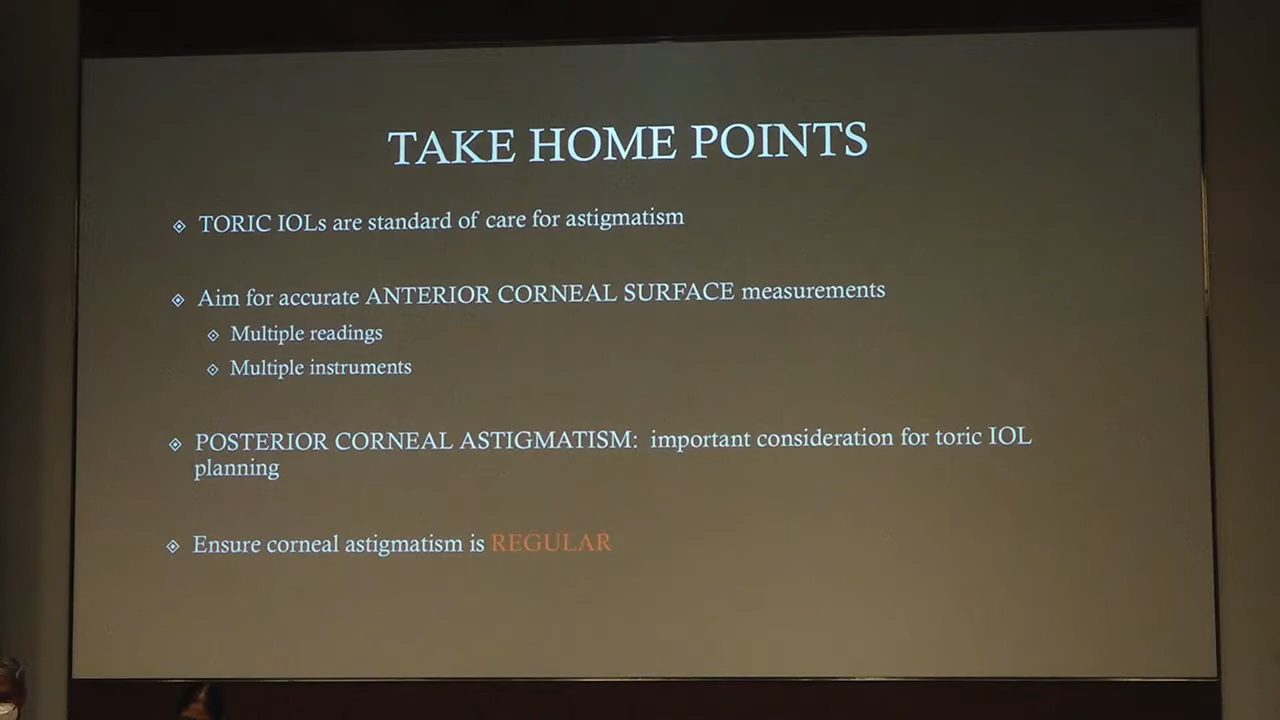 TAKE HOME POINTS
TORIC IOLs are standard of care for astigmatism
Aim for accurate ANTERIOR CORNEAL SURFACE measurements
Multiple readings
Multiple instruments
POSTERIOR CORNEAL ASTIGMATISM: important consideration for toric IOL
planning
Ensure corneal astigmatism is REGULAR